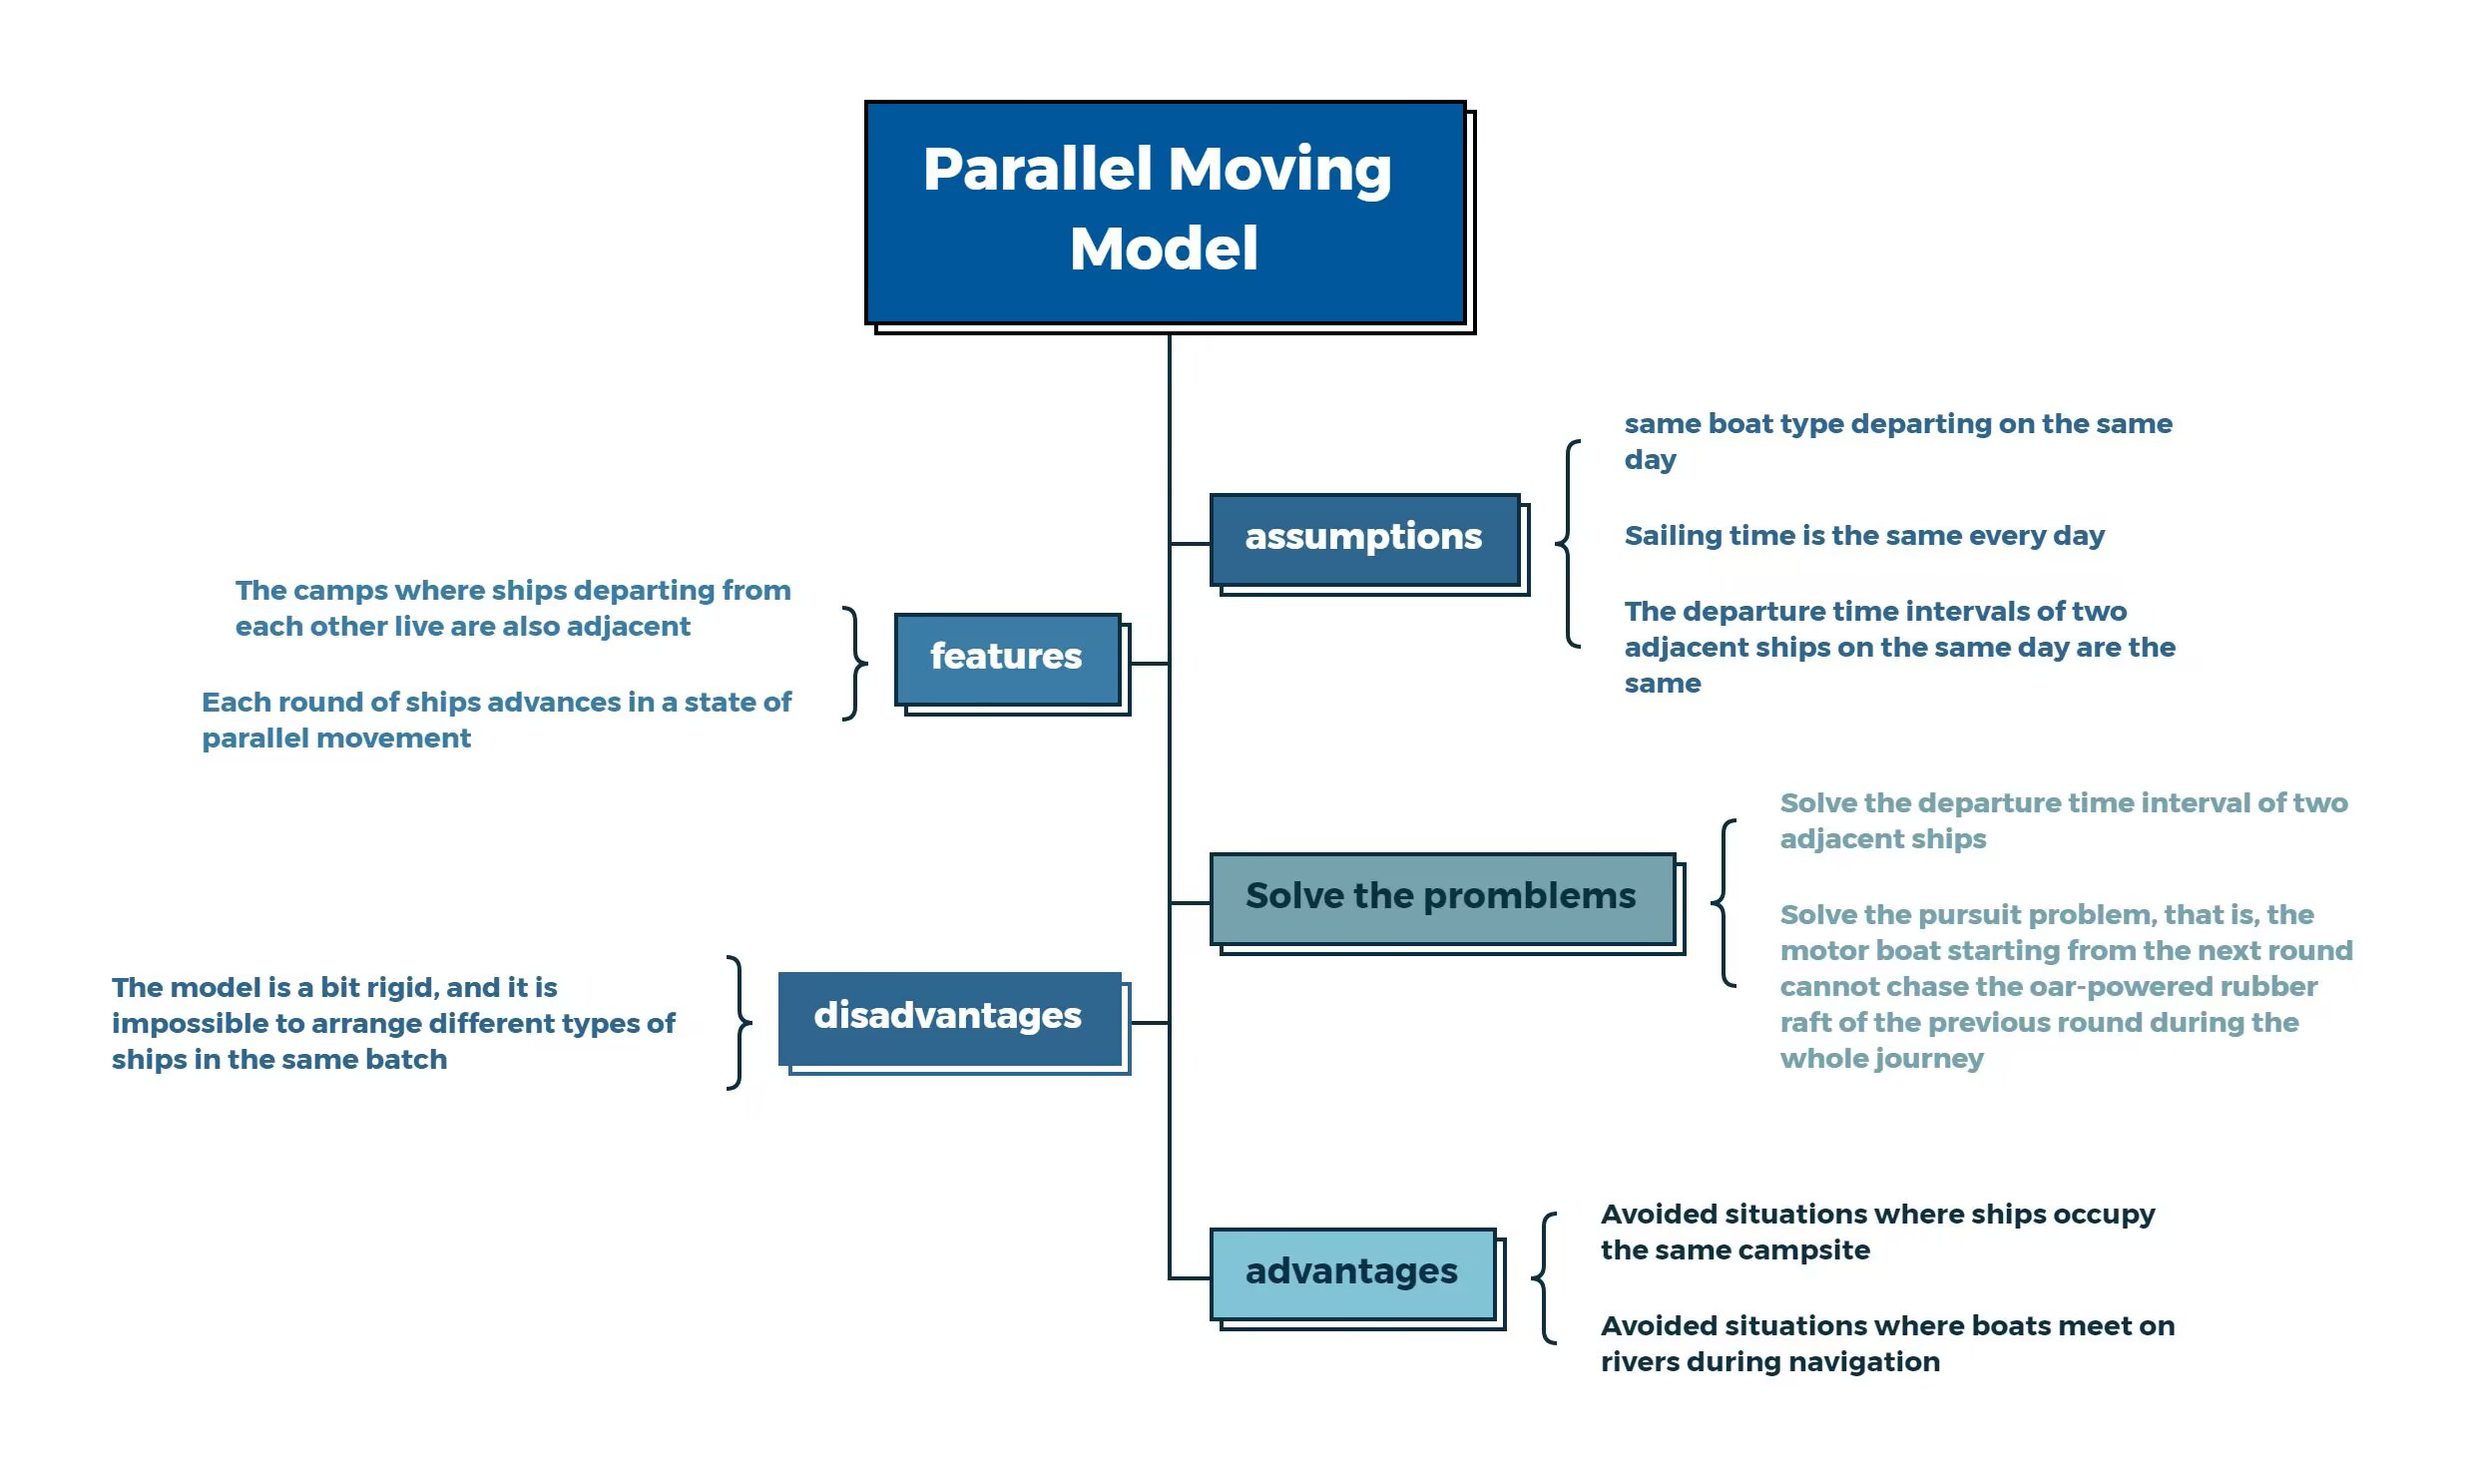 Parallel Moving
Model
assumptions
same boat type departing on the same
day
Sailing time is the same every day
The departure time intervals of two
adjacent ships on the same day are the
same
features
The camps where ships departing from
each other live are also adjacent
Each round of ships advances in a state of
parallel movement
Solve the promblems
Solve the departure time interval of two
adjacent ships
Solve the pursuit problem, that is, the
motor boat starting from the next round
cannot chase the oar-powered rubber
raft of the previous round during the
whole journey
disadvantages
The model is a bit rigid, and it is
impossible to arrange different types of
ships in the same batch
advantages
Avoided situations where ships occupy
the same campsite
Avoided situations where boats meet on
rivers during navigation